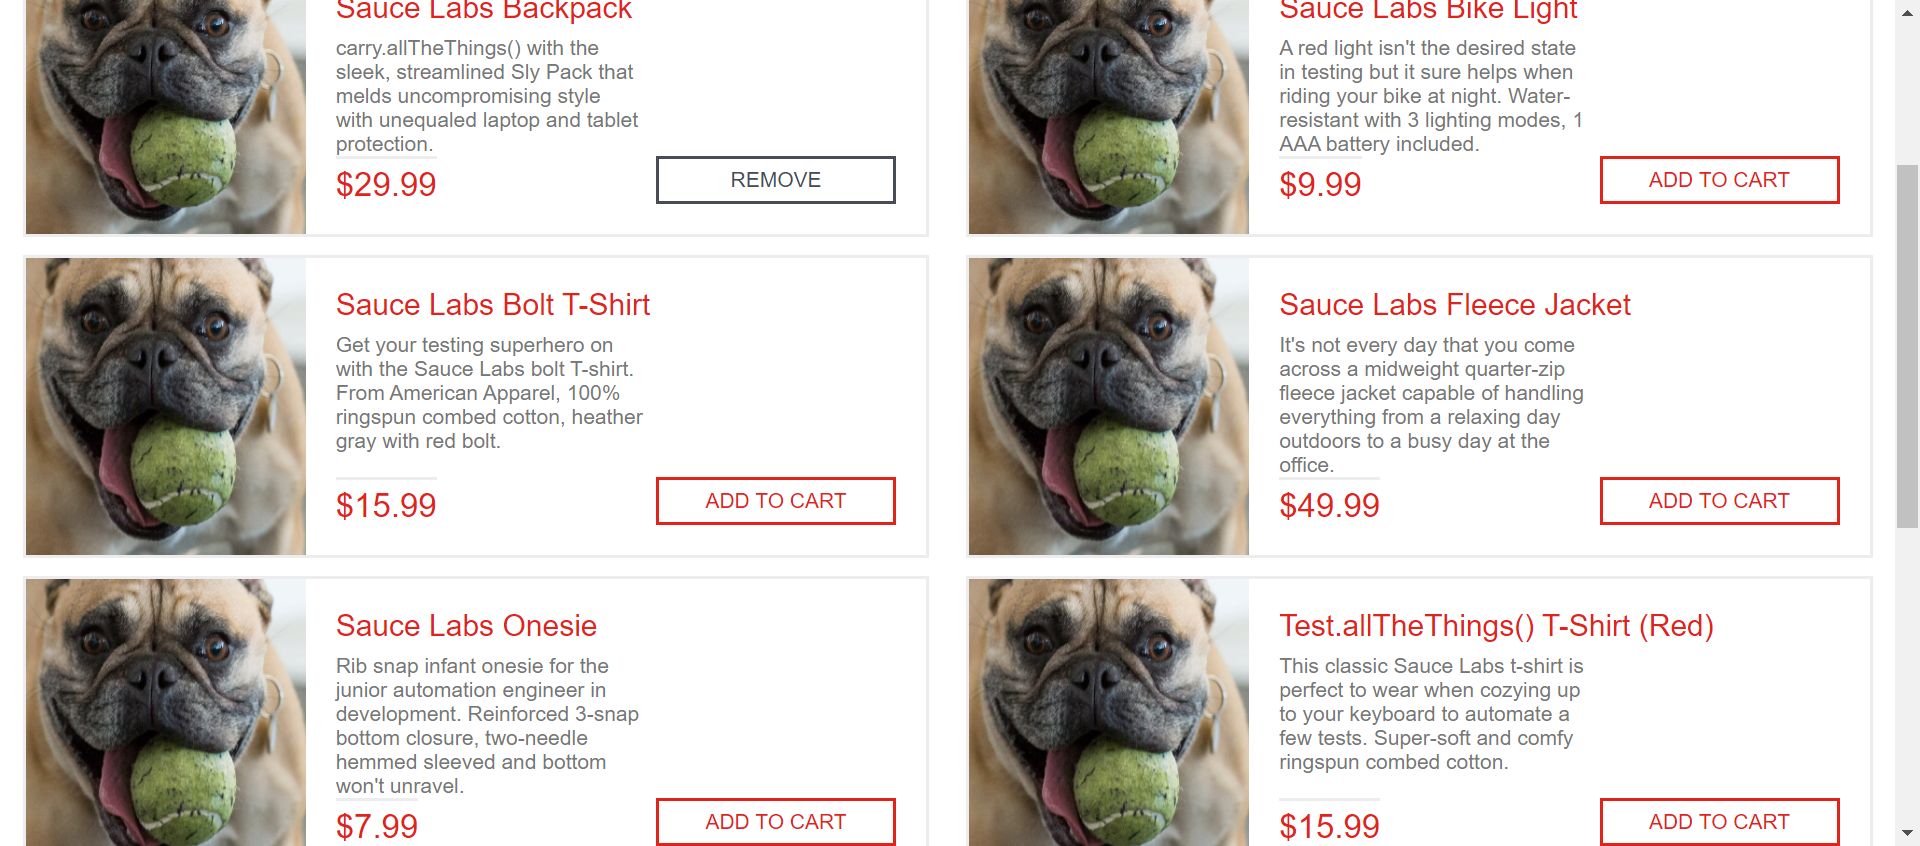 Sauce Labs Backpack
carry.allTheThings() with the
sleek, streamlined Sly Pack that
melds uncompromising style
with unequaled laptop and tablet
protection.
$29.99
REMOVE
Sauce Labs Bike Light
A red light isn't the desired state
in testing but it sure helps when
riding your bike at night. Water-
resistant with 3 lighting modes, 1
AAA battery included.
$9.99
ADD TO CART
Sauce Labs Bolt T-Shirt
Get your testing superhero on
with the Sauce Labs bolt T-shirt.
From American Apparel, 100%
ringspun combed cotton, heather
gray with red bolt.
$15.99
ADD TO CART
Sauce Labs Fleece Jacket
It's not every day that you come
across a midweight quarter-zip
fleece jacket capable of handling
everything from a relaxing day
outdoors to a busy day at the
office.
$49.99
ADD TO CART
Sauce Labs Onesie
Rib snap infant onesie for the
junior automation engineer in
development. Reinforced 3-snap
bottom closure, two-needle
hemmed sleeved and bottom
won't unravel.
$7.99
ADD TO CART
Test.allTheThings() T-Shirt (Red)
This classic Sauce Labs t-shirt is
perfect to wear when cozying up
to your keyboard to automate a
few tests. Super-soft and comfy
ringspun combed cotton.
$15.99
ADD TO CART